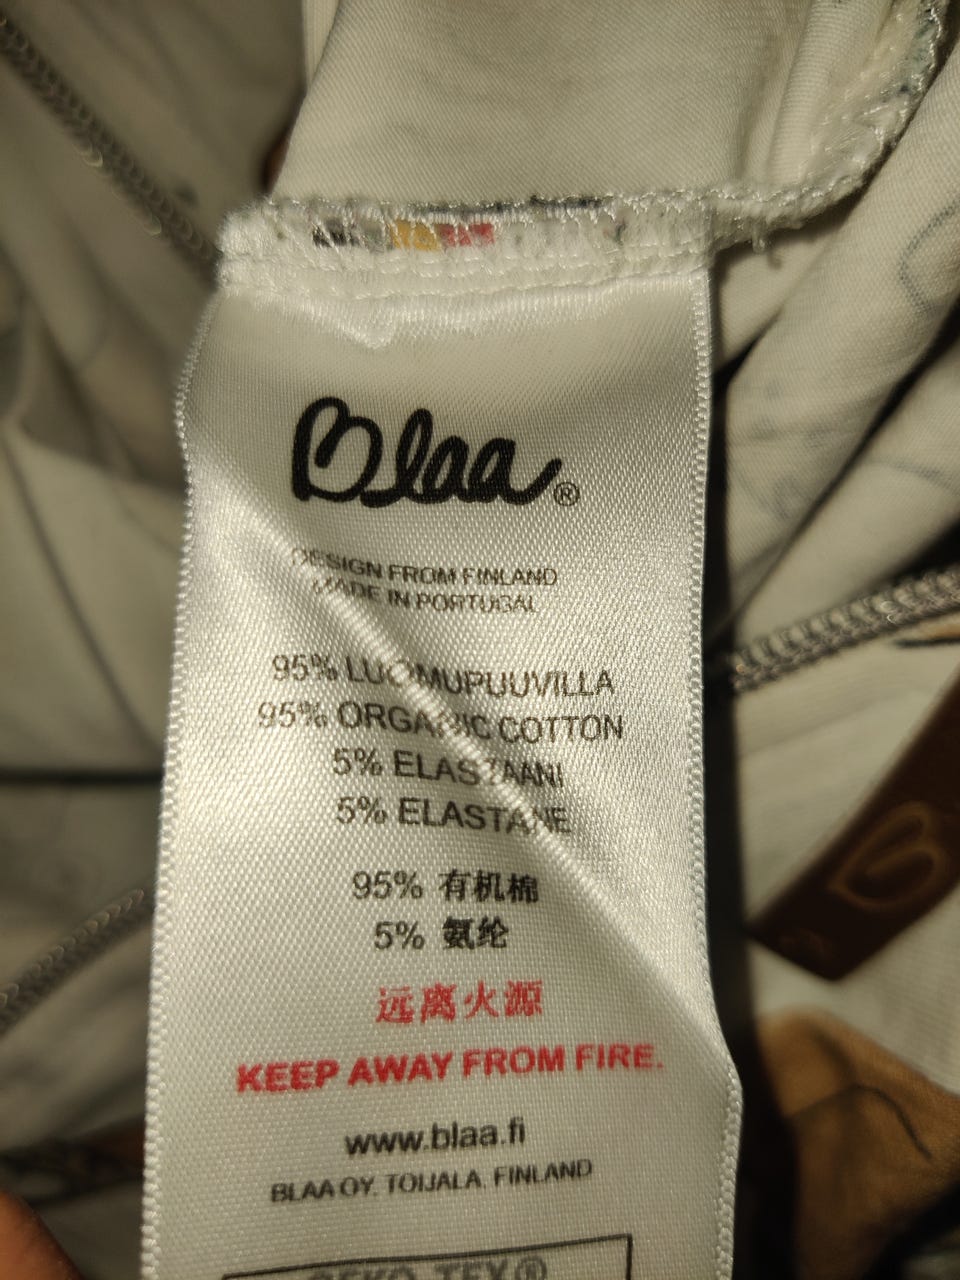 Blaa®
DESIGN FROM FINLAND
MADE IN PORTUGAL
95% LUOMUPUUVILLA
95% ORGANIC COTTON
5% ELASTAANI
5% ELASTANE
95% 有机棉
5% 氨纶
远离火源
KEEP AWAY FROM FIRE.
www.blaa.fi
BLAA OY, TOIJALA, FINLAND
OEKO-TEX®